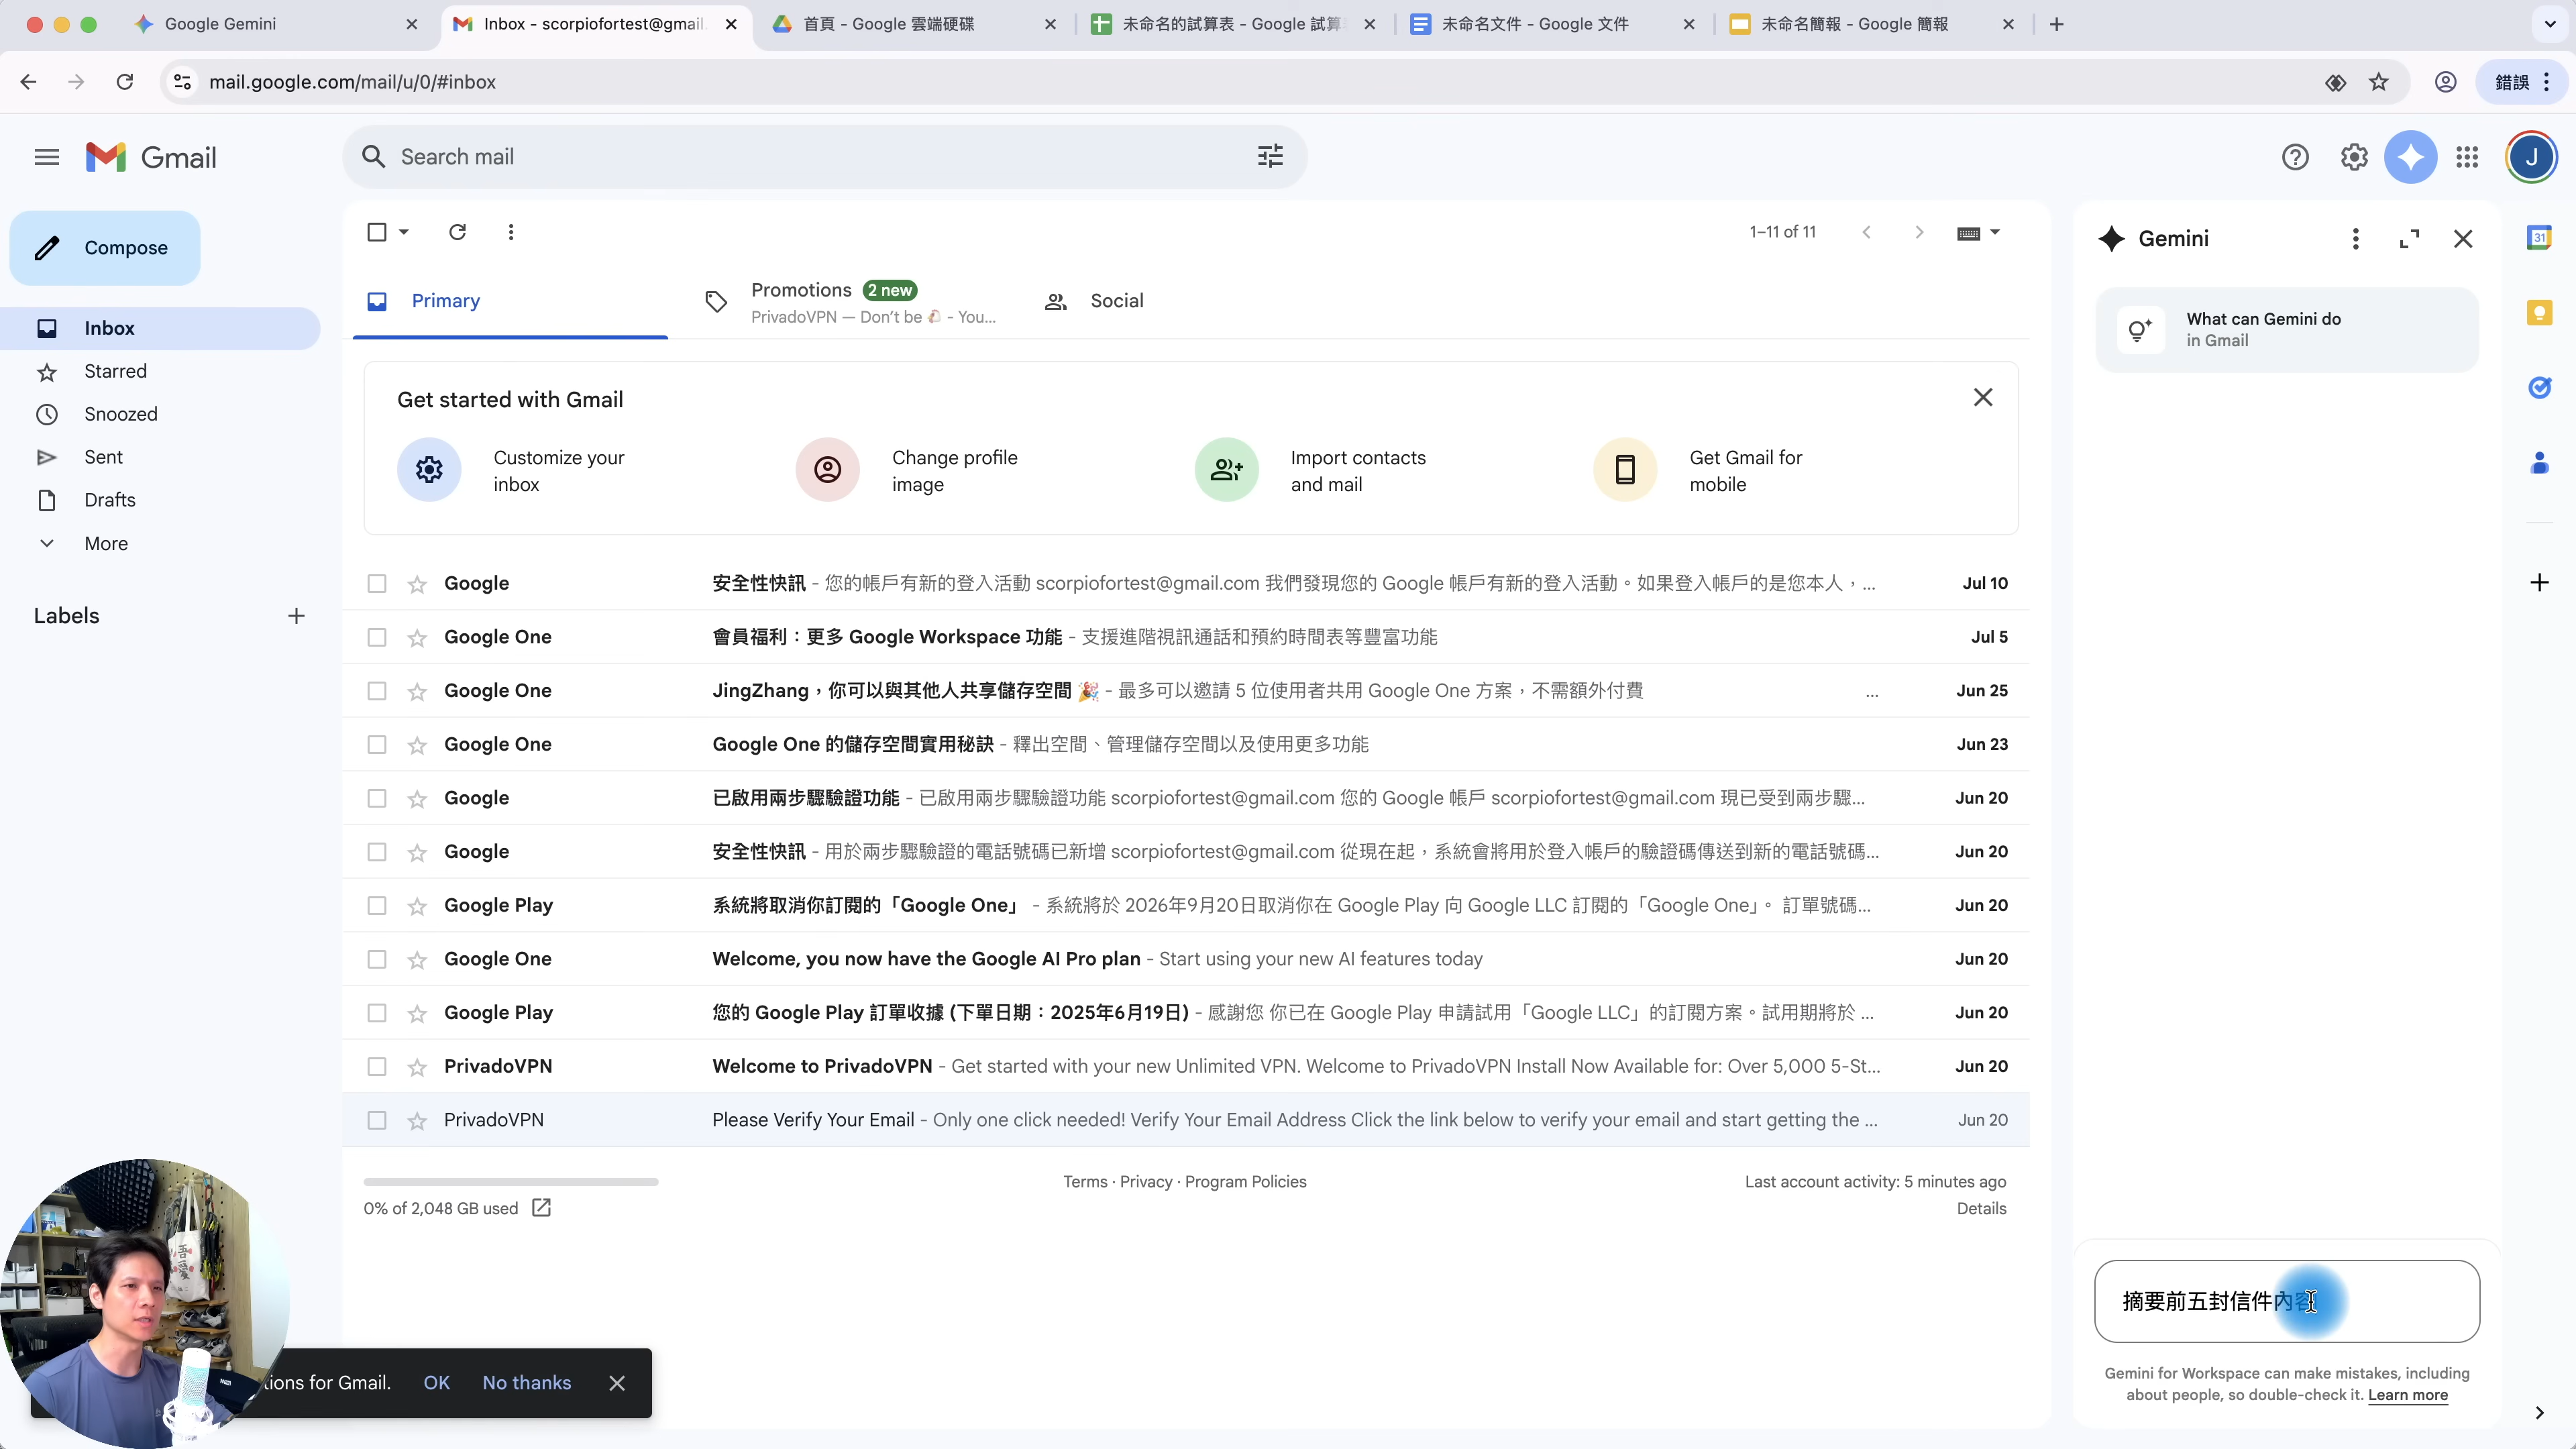 Google Gemini
Inbox - scorpiofortest@gmail.
首頁 - Google 雲端硬碟
未命名的試算表 - Google 試算
未命名文件 - Google 文件
未命名簡報 - Google 簡報
mail.google.com/mail/u/0/#inbox
錯誤
Gmail
Search mail
J
Compose
Inbox
Starred
Snoozed
Sent
Drafts
More
Labels
1–11 of 11
Primary
Promotions 2 new
PrivadoVPN — Don't be - You...
Social
Get started with Gmail
Customize your
inbox
Change profile
image
Import contacts
and mail
Get Gmail for
mobile
Google 安全性快訊 - 您的帳戶有新的登入活動 scorpiofortest@gmail.com 我們發現您的 Google 帳戶有新的登入活動。如果登入帳戶的是您本人，... Jul 10
Google One 會員福利：更多 Google Workspace 功能 - 支援進階視訊通話和預約時間表等豐富功能 Jul 5
Google One JingZhang，你可以與其他人共享儲存空間 🎉 - 最多可以邀請 5 位使用者共用 Google One 方案，不需額外付費 ... Jun 25
Google One Google One 的儲存空間實用秘訣 - 釋出空間、管理儲存空間以及使用更多功能 Jun 23
Google 已啟用兩步驟驗證功能 - 已啟用兩步驟驗證功能 scorpiofortest@gmail.com 您的 Google 帳戶 scorpiofortest@gmail.com 現已受到兩步驟... Jun 20
Google 安全性快訊 - 用於兩步驟驗證的電話號碼已新增 scorpiofortest@gmail.com 從現在起，系統會將用於登入帳戶的驗證碼傳送到新的電話號碼... Jun 20
Google Play 系統將取消你訂閱的「Google One」 - 系統將於 2026年9月20日取消你在 Google Play 向 Google LLC 訂閱的「Google One」。 訂單號碼... Jun 20
Google One Welcome, you now have the Google AI Pro plan - Start using your new AI features today Jun 20
Google Play 您的 Google Play 訂單收據 (下單日期：2025年6月19日) - 感謝您 你已在 Google Play 申請試用「Google LLC」的訂閱方案。試用期將於 ... Jun 20
PrivadoVPN Welcome to PrivadoVPN - Get started with your new Unlimited VPN. Welcome to PrivadoVPN Install Now Available for: Over 5,000 5-St... Jun 20
PrivadoVPN Please Verify Your Email - Only one click needed! Verify Your Email Address Click the link below to verify your email and start getting the ... Jun 20
0% of 2,048 GB used
Terms · Privacy · Program Policies
Last account activity: 5 minutes ago
Details
tions for Gmail. OK No thanks
Gemini
What can Gemini do
in Gmail
摘要前五封信件內容
Gemini for Workspace can make mistakes, including
about people, so double-check it. Learn more
31